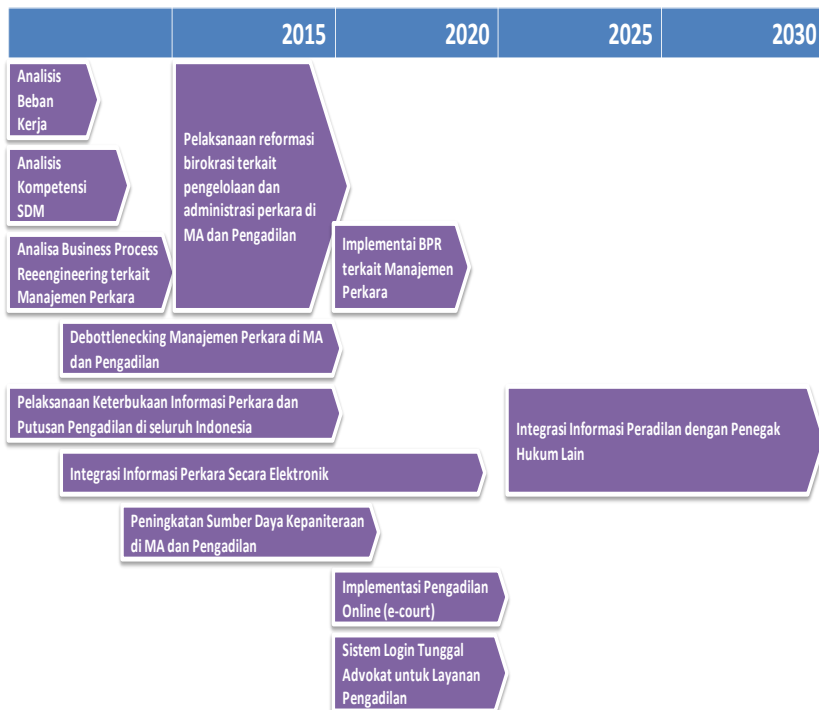 2015 2020 2025 2030
Analisis
Beban
Kerja
Analisis
Kompetensi
SDM
Analisa Business Process
Reeengineering terkait
Manajemen Perkara
Pelaksanaan reformasi
birokrasi terkait
pengelolaan dan
administrasi perkara di
MA dan Pengadilan
Implementai BPR
terkait Manajemen
Perkara
Debottlenecking Manajemen Perkara di MA
dan Pengadilan
Pelaksanaan Keterbukaan Informasi Perkara dan
Putusan Pengadilan di seluruh Indonesia
Integrasi Informasi Peradilan dengan Penegak
Hukum Lain
Integrasi Informasi Perkara Secara Elektronik
Peningkatan Sumber Daya Kepaniteraan
di MA dan Pengadilan
Implementasi Pengadilan
Online (e-court)
Sistem Login Tunggal
Advokat untuk Layanan
Pengadilan